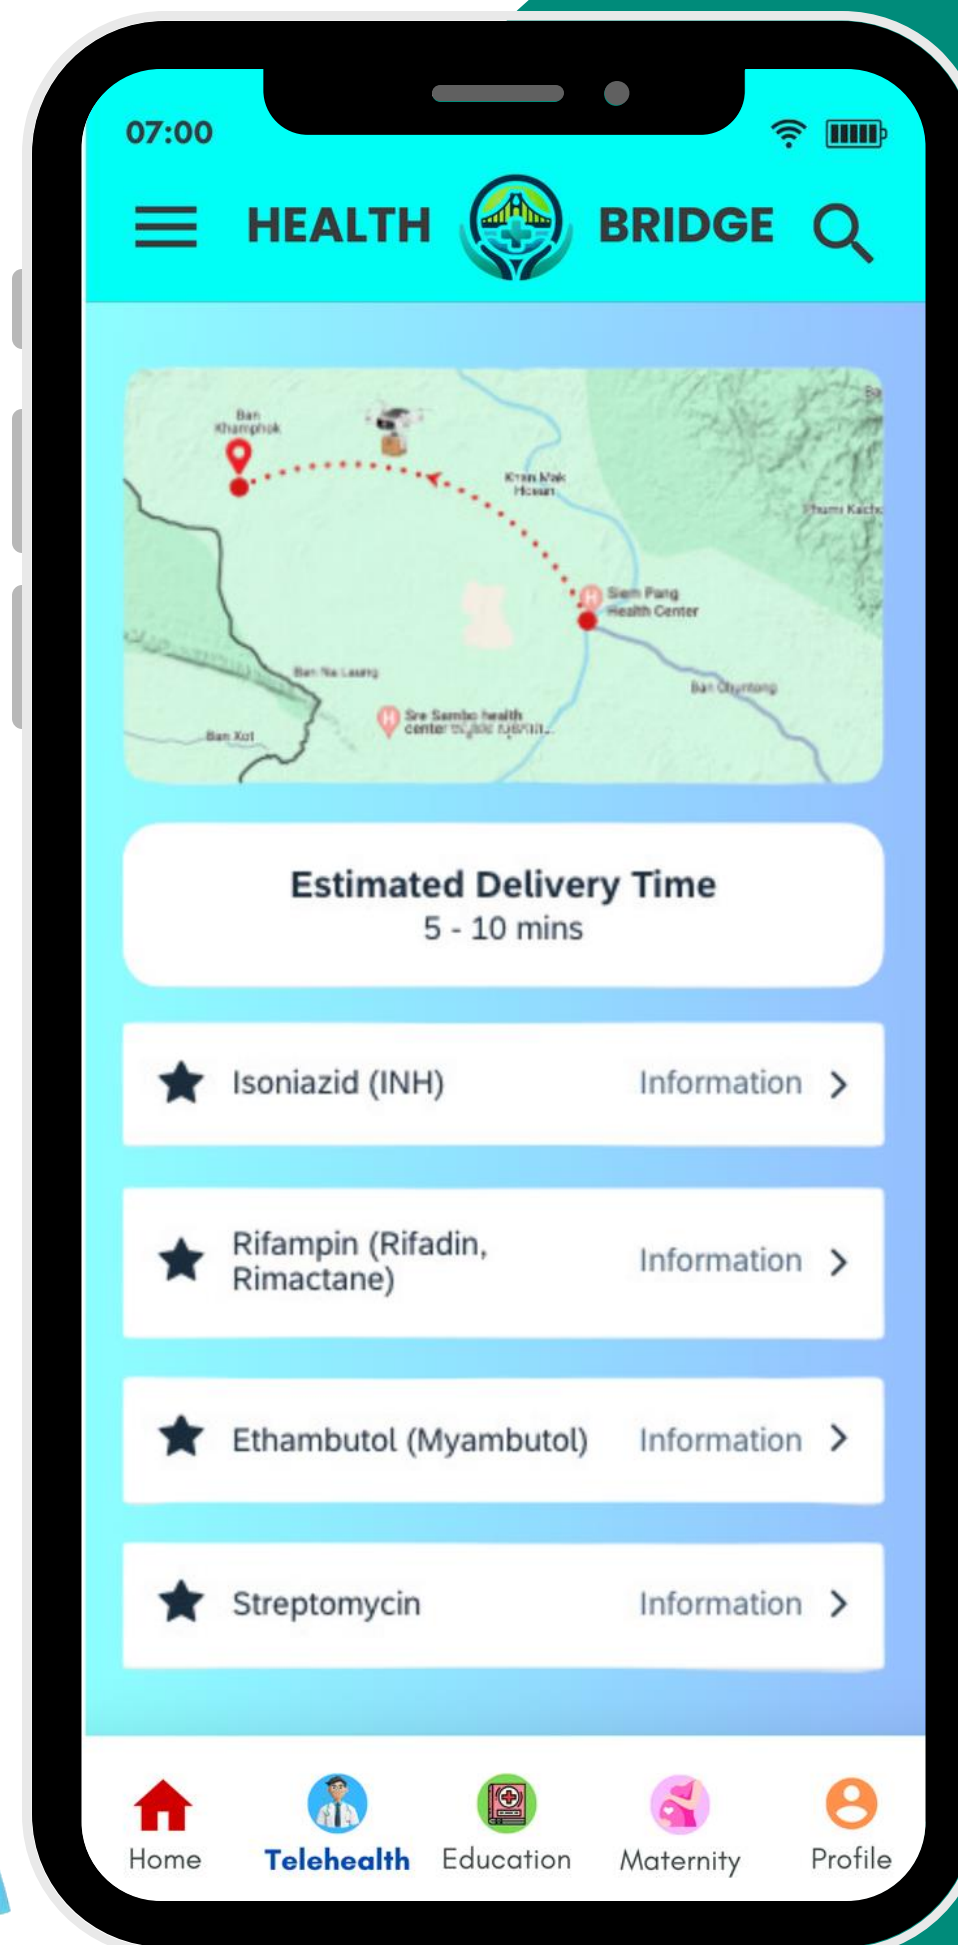 07:00
HEALTH BRIDGE
Ban
Khamphok
Siem Pang
Health Center
Ban Na Laung
Ban Xot
Sre Sambo health
center
Estimated Delivery Time
5 - 10 mins
Isoniazid (INH) Information
Rifampin (Rifadin,
Rimactane) Information
Ethambutol (Myambutol) Information
Streptomycin Information
Home Telehealth Education Maternity Profile